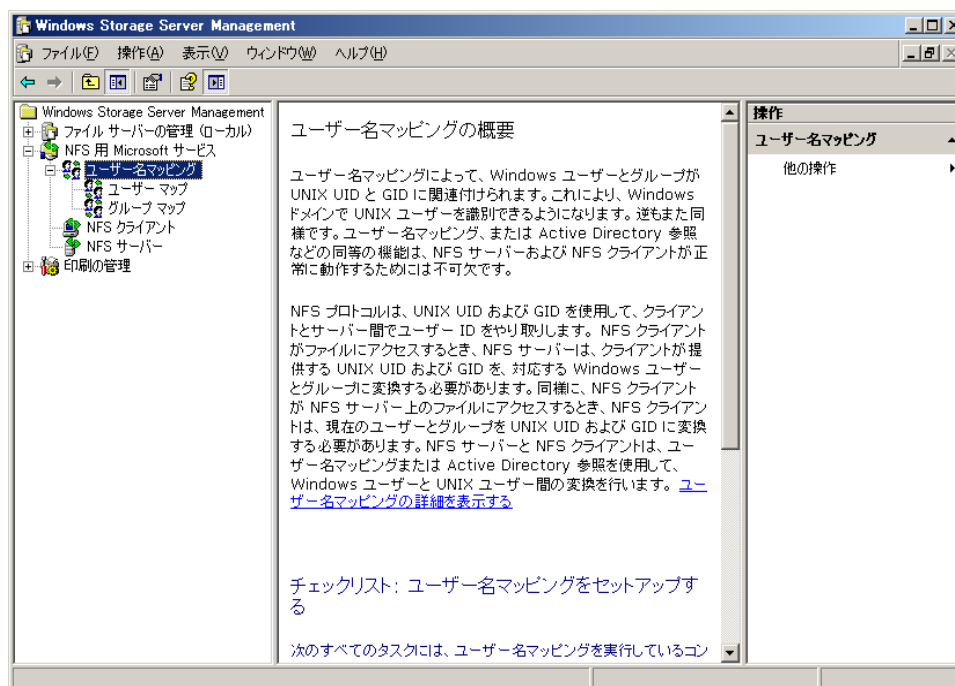 Windows Storage Server Management
ファイル(F) 操作(A) 表示(V) ウィンドウ(W) ヘルプ(H)
Windows Storage Server Management
ファイル サーバーの管理 (ローカル)
NFS 用 Microsoft サービス
ユーザー名マッピング
ユーザー マップ
グループ マップ
NFS クライアント
NFS サーバー
印刷の管理
ユーザー名マッピングの概要
ユーザー名マッピングによって、Windows ユーザーとグループが
UNIX UID と GID に関連付けられます。これにより、Windows
ドメインで UNIX ユーザーを識別できるようになります。逆もまた同
様です。ユーザー名マッピング、または Active Directory 参照
などの同等の機能は、NFS サーバーおよび NFS クライアントが正
常に動作するためには不可欠です。
NFS プロトコルは、UNIX UID および GID を使用して、クライアン
トとサーバー間でユーザー ID をやり取りします。NFS クライアント
がファイルにアクセスするとき、NFS サーバーは、クライアントが提
供する UNIX UID および GID を、対応する Windows ユーザー
とグループに変換する必要があります。同様に、NFS クライアント
が NFS サーバー上のファイルにアクセスするとき、NFS クライアン
トは、現在のユーザーとグループを UNIX UID および GID に変換
する必要があります。NFS サーバーと NFS クライアントは、ユー
ザー名マッピングまたは Active Directory 参照を使用して、
Windows ユーザーと UNIX ユーザー間の変換を行います。ユー
ザー名マッピングの詳細を表示する
チェックリスト: ユーザー名マッピングをセットアップす
る
次のすべてのタスクには、ユーザー名マッピングを実行しているコン
操作
ユーザー名マッピング
他の操作